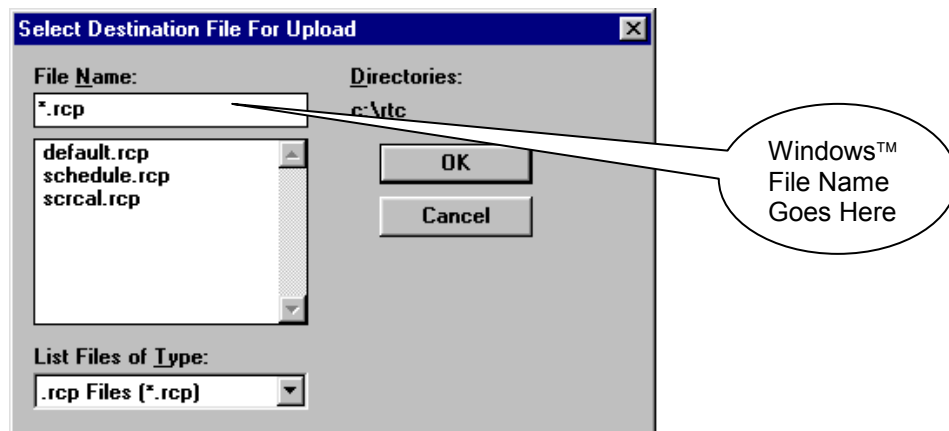 Select Destination File For Upload
File Name:
*.rcp
default.rcp
schedule.rcp
scrcal.rcp
List Files of Type:
.rcp Files (*.rcp)
Directories:
c:\rtc
OK
Cancel
Windows™
File Name
Goes Here